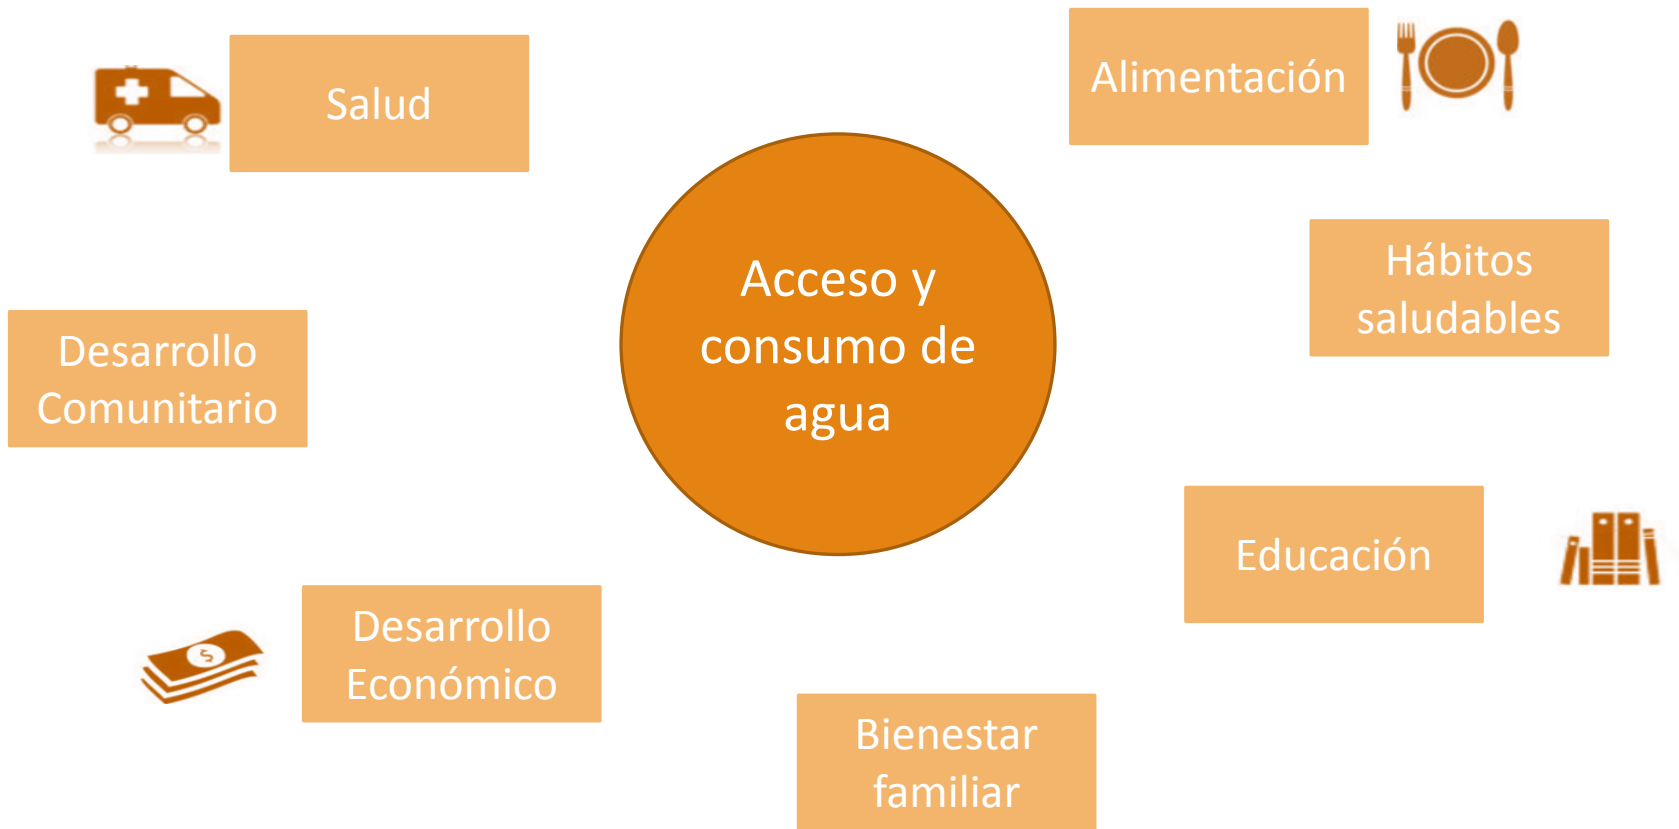 Salud
Alimentación
Acceso y
consumo de
agua
Hábitos
saludables
Desarrollo
Comunitario
Educación
Desarrollo
Económico
$
Bienestar
familiar